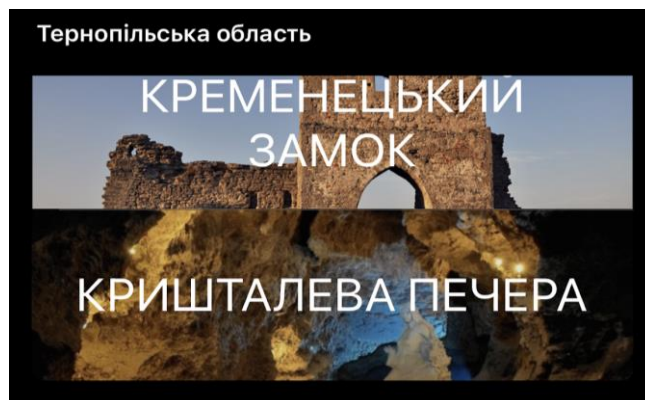 Тернопільська область
КРЕМЕНЕЦЬКИЙ
ЗАМОК
КРИШТАЛЕВА ПЕЧЕРА